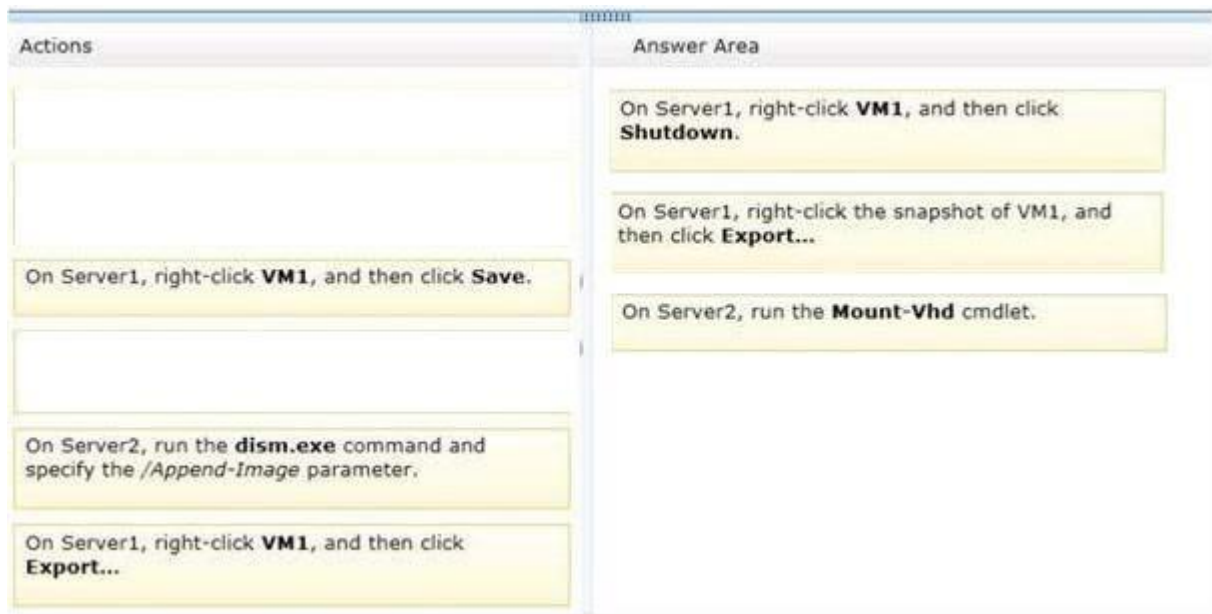 Actions
On Server1, right-click VM1, and then click Save.
On Server2, run the dism.exe command and
specify the /Append-Image parameter.
On Server1, right-click VM1, and then click
Export...
Answer Area
On Server1, right-click VM1, and then click
Shutdown.
On Server1, right-click the snapshot of VM1, and
then click Export...
On Server2, run the Mount-Vhd cmdlet.